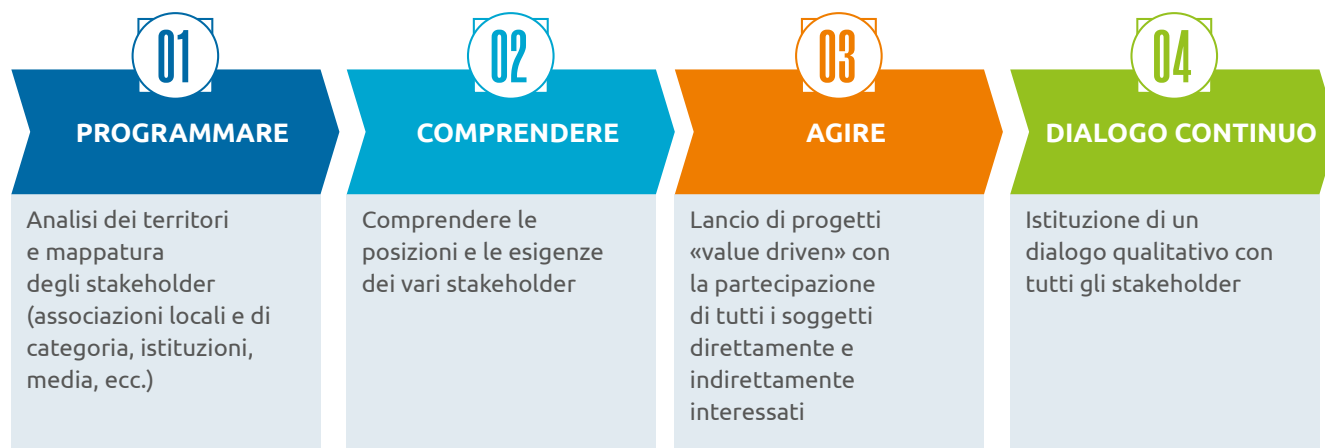 01
PROGRAMMARE
Analisi dei territori
e mappatura
degli stakeholder
(associazioni locali e di
categoria, istituzioni,
media, ecc.)
02
COMPRENDERE
Comprendere le
posizioni e le esigenze
dei vari stakeholder
03
AGIRE
Lancio di progetti
«value driven» con
la partecipazione
di tutti i soggetti
direttamente e
indirettamente
interessati
04
DIALOGO CONTINUO
Istituzione di un
dialogo qualitativo con
tutti gli stakeholder